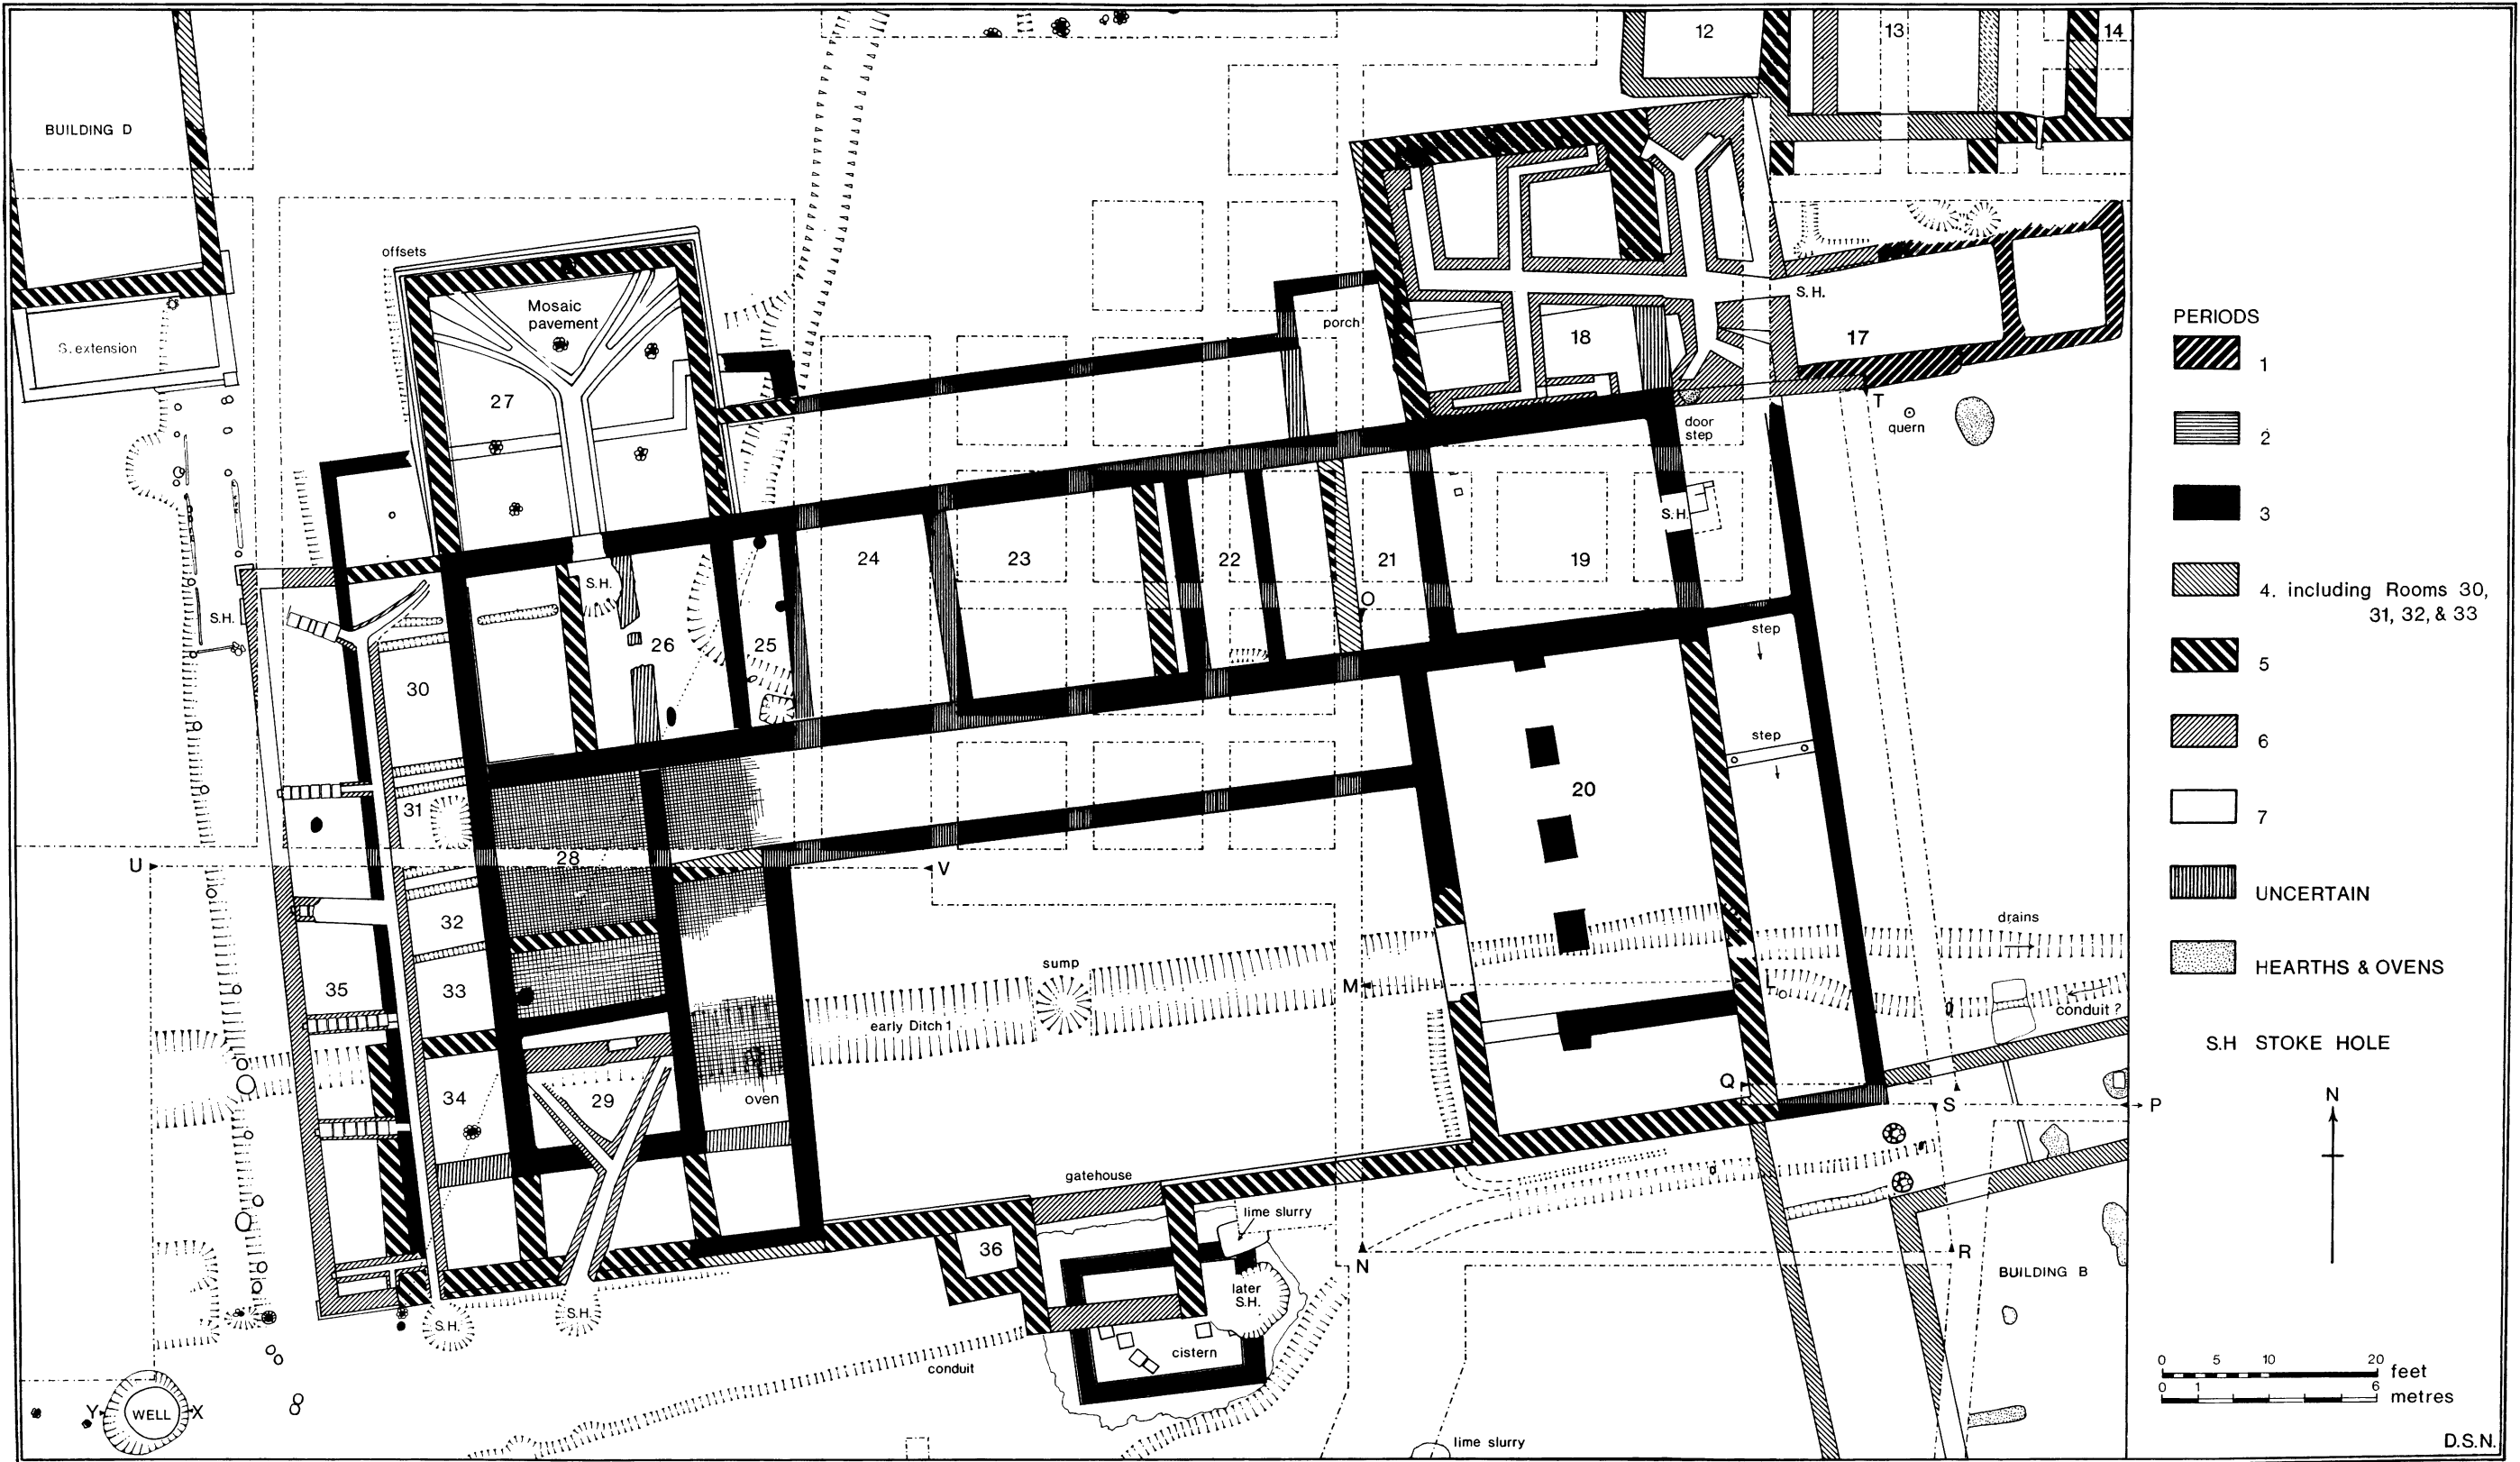 12
13
14
BUILDING D
offsets
Mosaic
pavement
S. extension
27
porch
18
S.H.
17
T
quern
door
step
24
23
22
21
19
S.H.
S.H.
S.H.
O
26
25
30
step
step
31
20
28
U
V
32
drains
sump
33
35
M
L
early Ditch 1
conduit ?
29
34
oven
Q
S
P
gatehouse
lime slurry
36
N
R
BUILDING B
later
S.H.
S.H.
S.H.
cistern
conduit
Y
WELL
X
lime slurry
PERIODS
1
2
3
4. including Rooms 30,
31, 32, & 33
5
6
7
UNCERTAIN
HEARTHS & OVENS
S.H STOKE HOLE
N
0 5 10 20
feet
0 1 6
metres
D.S.N.